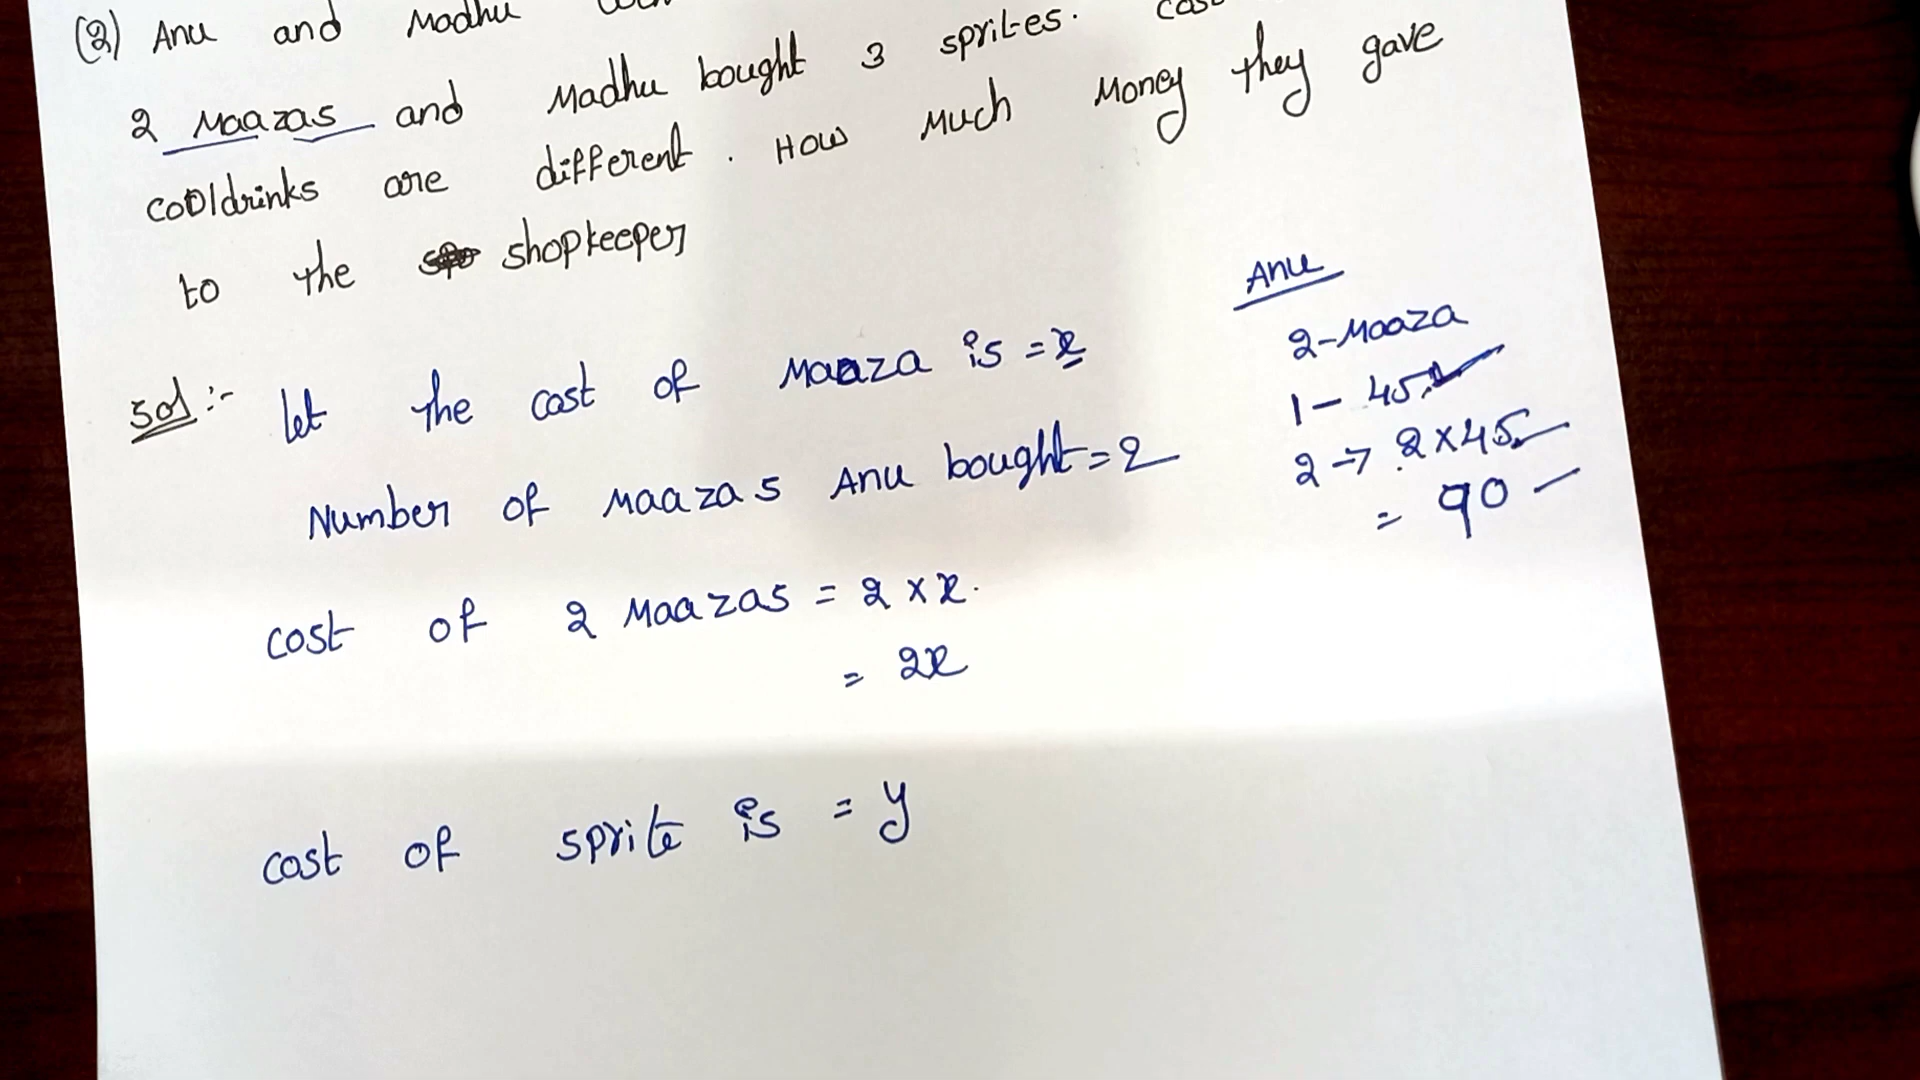 (2) Anu and Madhu
2 Maazas and Madhu bought 3 sprites.
cooldrinks are different. How much money they gave
to the shopkeeper
Sol:- let the cost of Maaza is = x
Number of Maazas Anu bought = 2
cost of 2 Maazas = 2 × x.
= 2x
cost of sprite is = y
Anu
2-Maaza
1 - 45
2 → 2×45
= 90